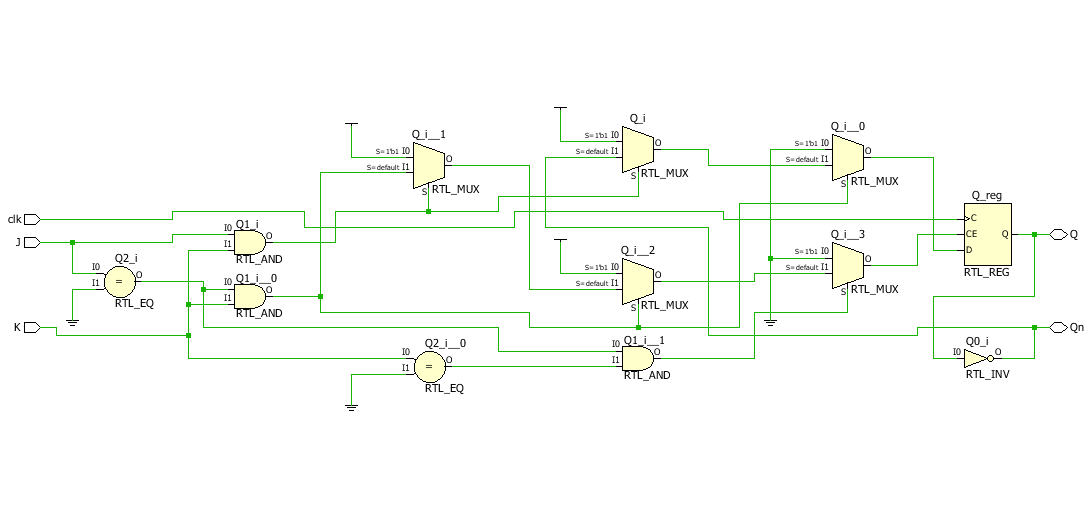 Q_i__1
S=1'b1 I0
S=default I1
O
S
RTL_MUX
Q_i
S=1'b1 I0
S=default I1
O
S
RTL_MUX
Q_i__0
S=1'b1 I0
S=default I1
O
S
RTL_MUX
clk
J
K
Q1_i
I0
I1
O
RTL_AND
Q2_i
I0
I1
=
O
RTL_EQ
Q1_i__0
I0
I1
O
RTL_AND
Q_i__2
S=1'b1 I0
S=default I1
O
S
RTL_MUX
Q_i__3
S=1'b1 I0
S=default I1
O
S
RTL_MUX
Q_reg
C
CE
D
Q
RTL_REG
Q
Qn
Q2_i__0
I0
I1
=
O
RTL_EQ
Q1_i__1
I0
I1
O
RTL_AND
Q0_i
I0
O
RTL_INV